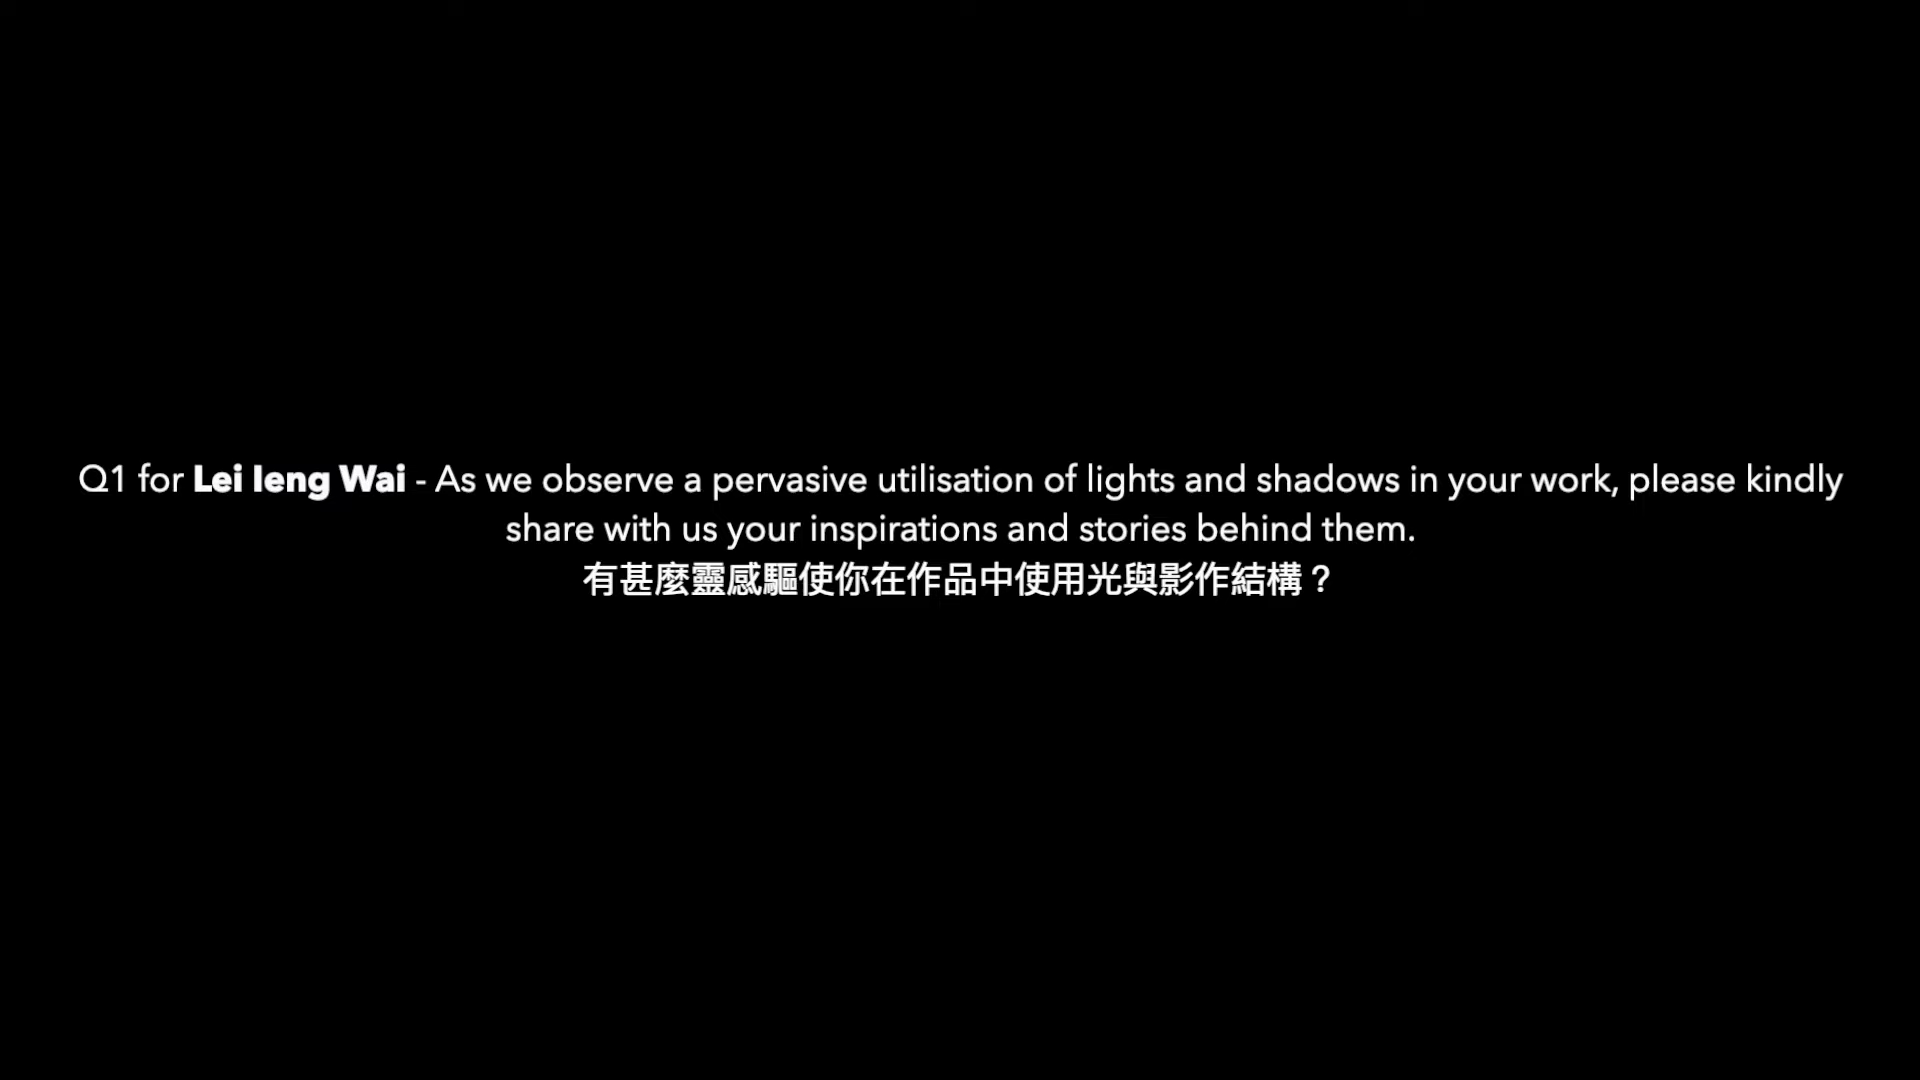 Q1 for Lei Ieng Wai - As we observe a pervasive utilisation of lights and shadows in your work, please kindly
share with us your inspirations and stories behind them.
有甚麼靈感驅使你在作品中使用光與影作結構？